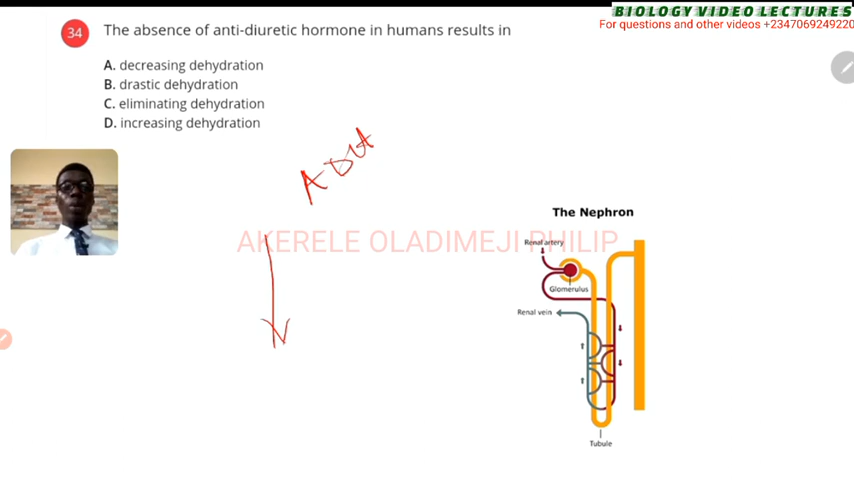 BIOLOGY VIDEO LECTURES
For questions and other videos +2347069249220
34 The absence of anti-diuretic hormone in humans results in
A. decreasing dehydration
B. drastic dehydration
C. eliminating dehydration
D. increasing dehydration
ADH
AKERELE OLADIMEJI PHILIP
The Nephron
Renal artery
Glomerulus
Renal vein
Tubule